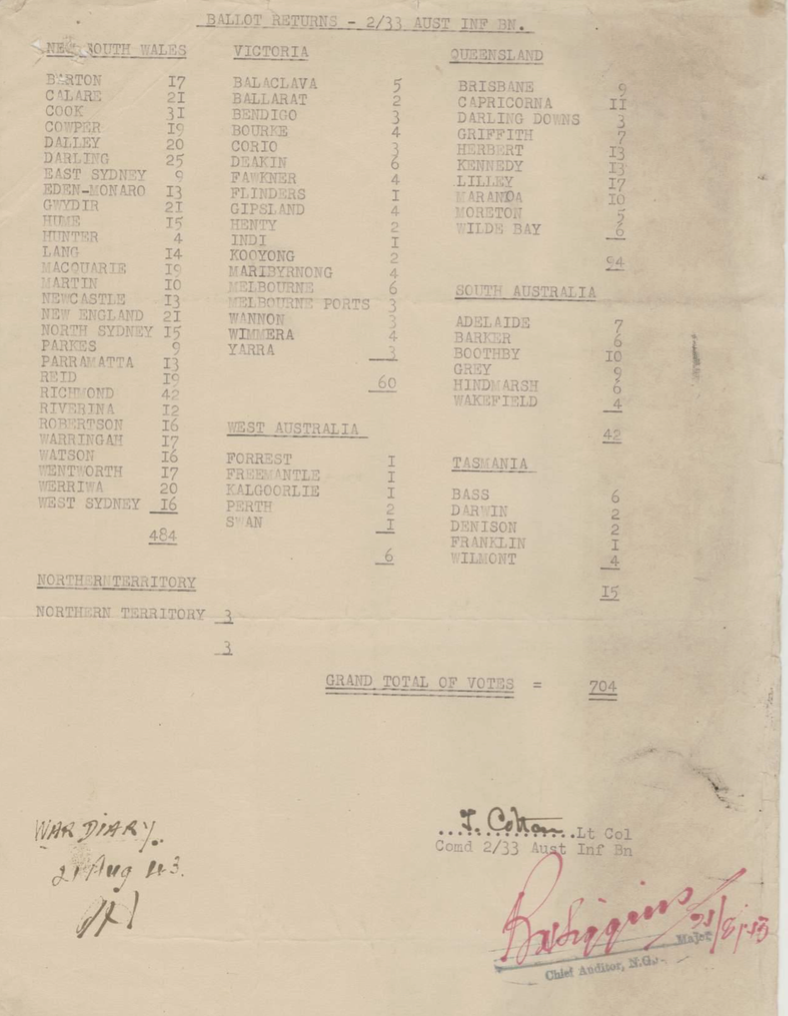 BALLOT RETURNS - 2/33 AUST INF BN.
NEW SOUTH WALES
BARTON 17
CALARE 21
COOK 31
COWPER 19
DALLEY 20
DARLING 25
EAST SYDNEY 9
EDEN-MONARO 13
GWYDIR 21
HUME 15
HUNTER 4
LANG 14
MACQUARIE 19
MARTIN 10
NEWCASTLE 13
NEW ENGLAND 21
NORTH SYDNEY 15
PARKES 9
PARRAMATTA 13
REID 19
RICHMOND 42
RIVERINA 12
ROBERTSON 16
WARRINGAH 17
WATSON 16
WENTWORTH 17
WERRIWA 20
WEST SYDNEY 16
484
NORTHERNTERRITORY
NORTHERN TERRITORY 3
3
VICTORIA
BALACLAVA 5
BALLARAT 2
BENDIGO 3
BOURKE 4
CORIO 3
DEAKIN 6
FAWKNER 4
FLINDERS 1
GIPSLAND 4
HENTY 2
INDI 1
KOOYONG 2
MARIBYRNONG 4
MELBOURNE 6
MELBOURNE PORTS 3
WANNON 3
WIMMERA 4
YARRA 3
60
WEST AUSTRALIA
FORREST 1
FREEMANTLE 1
KALGOORLIE 1
PERTH 2
SWAN 1
6
QUEENSLAND
BRISBANE 9
CAPRICORNA 11
DARLING DOWNS 3
GRIFFITH 7
HERBERT 13
KENNEDY 13
LILLEY 17
MARANOA 10
MORETON 5
WILDE BAY 6
94
SOUTH AUSTRALIA
ADELAIDE 7
BARKER 6
BOOTHBY 10
GREY 9
HINDMARSH 6
WAKEFIELD 4
42
TASMANIA
BASS 6
DARWIN 2
DENISON 2
FRANKLIN 1
WILMONT 4
15
GRAND TOTAL OF VOTES = 704
WAR DIARY.
21 Aug 43.
T. Cotton Lt Col
Comd 2/33 Aust Inf Bn
Major
Chief Auditor, N.G.